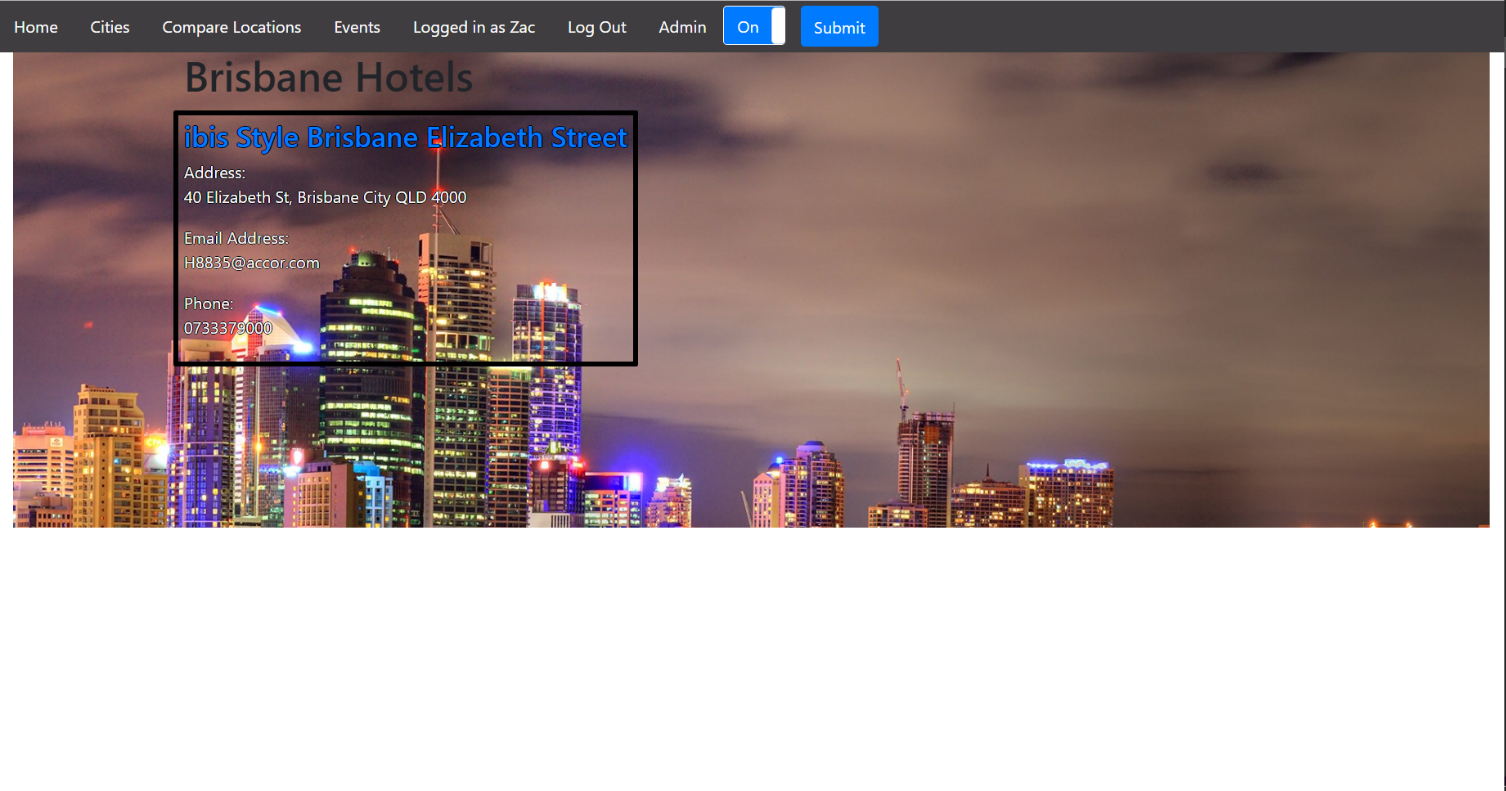 Home Cities Compare Locations Events Logged in as Zac Log Out Admin On Submit
Brisbane Hotels
ibis Style Brisbane Elizabeth Street
Address:
40 Elizabeth St, Brisbane City QLD 4000
Email Address:
H8835@accor.com
Phone:
0733379000